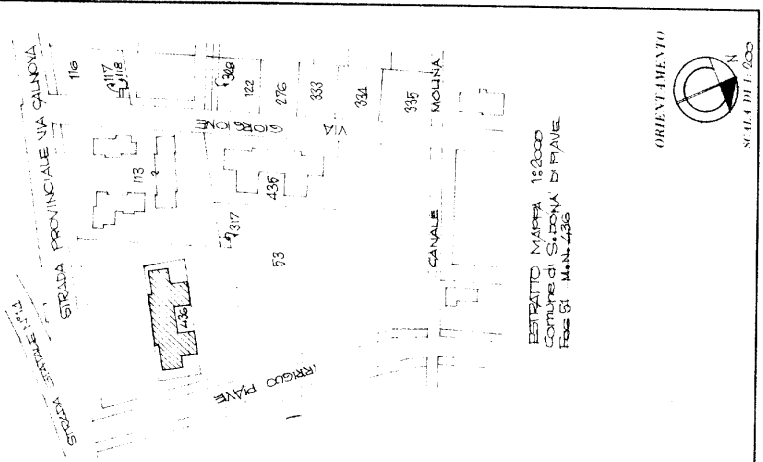 STRADA STATALE N°14
STRADA PROVINCIALE VIA CALNOVA
116
117
118
113
122
276
333
334
335
VIA GIORGIONE
MOLINA'
CANALE
435
317
53
436
IRRIGUO PIAVE
ESTRATTO MAPPA 1:2000
Comune di S.DONA' DI PIAVE
FOG 51 M.N. 436
ORIENTAMENTO
N
SCALA DI 1:200